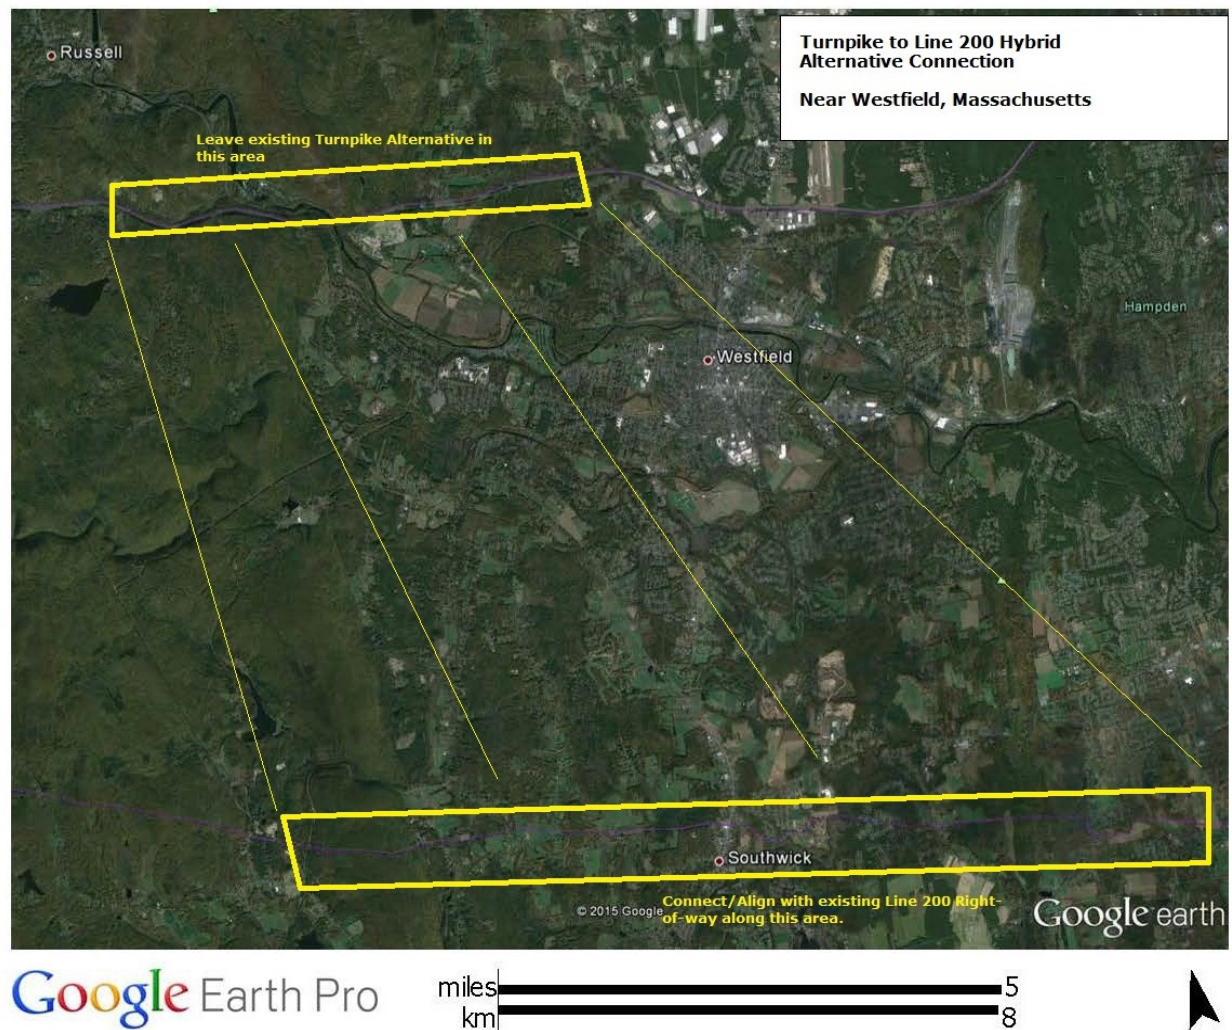 Turnpike to Line 200 Hybrid
Alternative Connection
Near Westfield, Massachusetts
Russell
Leave existing Turnpike Alternative in
this area
Hampden
Westfield
Southwick
Connect/Align with existing Line 200 Right-
of-way along this area.
© 2015 Google
Google earth
Google Earth Pro
miles 5
km 8